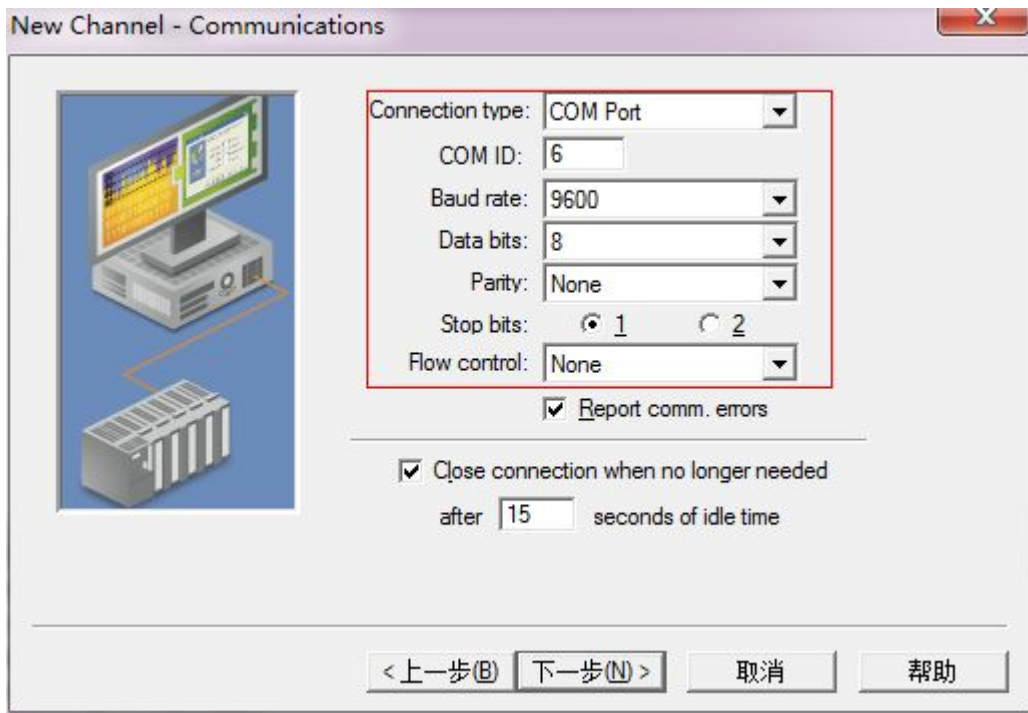 New Channel - Communications
Connection type: COM Port
COM ID: 6
Baud rate: 9600
Data bits: 8
Parity: None
Stop bits: 1 2
Flow control: None
Report comm. errors
Close connection when no longer needed
after 15 seconds of idle time
<上一步(B) 下一步(N)> 取消 帮助